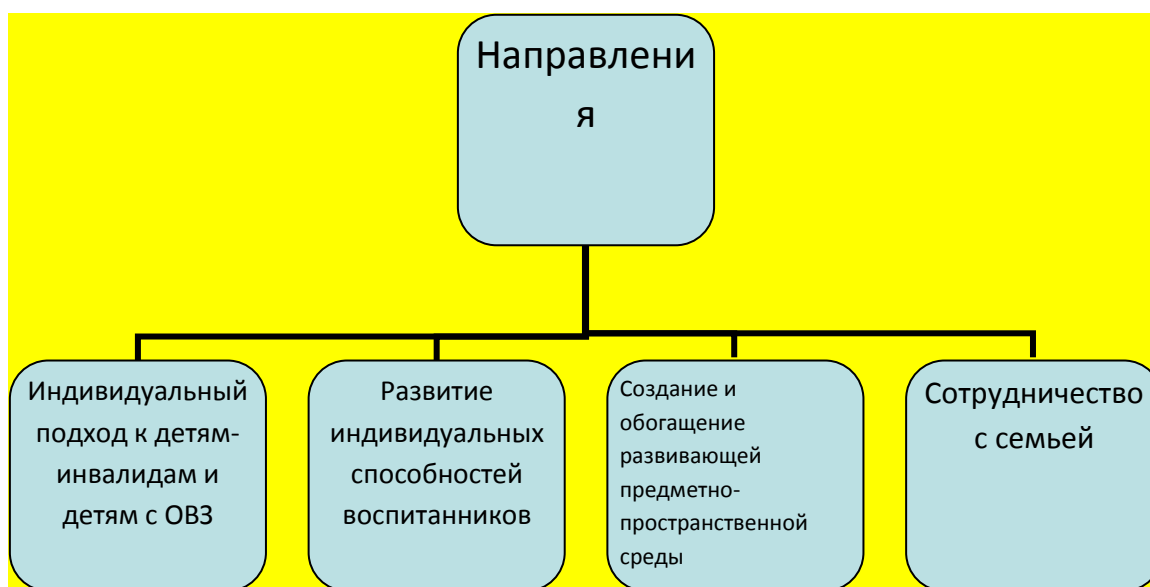 Направлени
я
Индивидуальный
подход к детям-
инвалидам и
детям с ОВЗ
Развитие
индивидуальных
способностей
воспитанников
Создание и
обогащение
развивающей
предметно-
пространственной
среды
Сотрудничество
с семьей